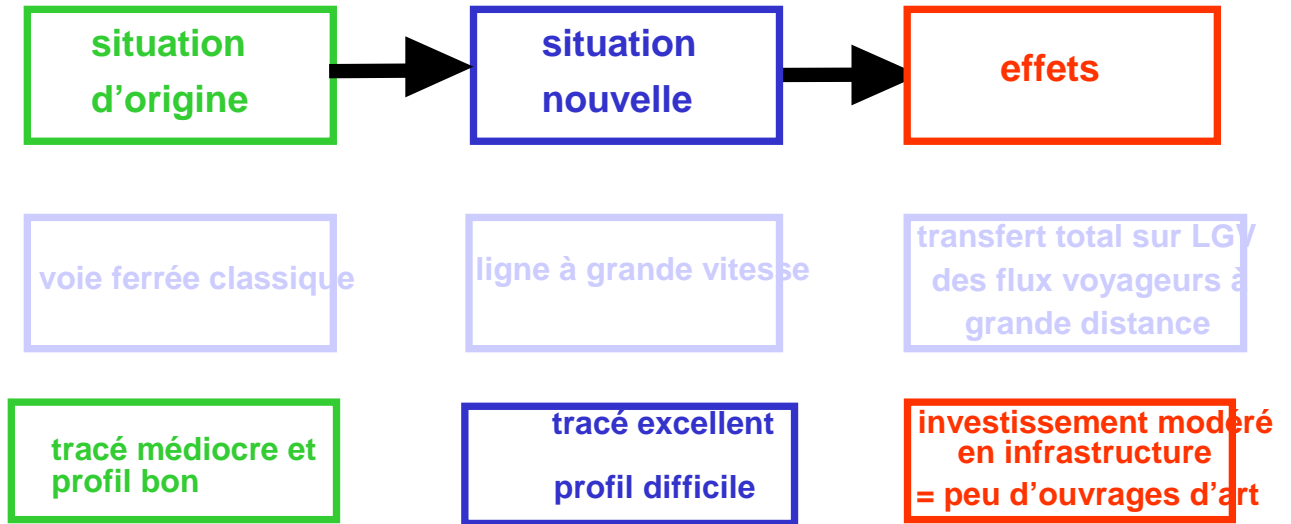 situation
d'origine
situation
nouvelle
effets
voie ferrée classique
ligne à grande vitesse
transfert total sur LGV
des flux voyageurs à
grande distance
tracé médiocre et
profil bon
tracé excellent
profil difficile
investissement modéré
en infrastructure
= peu d'ouvrages d'art